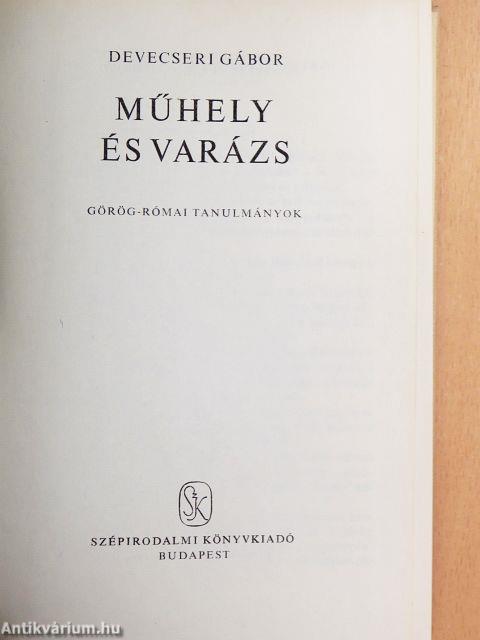 DEVECSERI GÁBOR
MŰHELY
ÉS VARÁZS
GÖRÖG-RÓMAI TANULMÁNYOK
SzK
SZÉPIRODALMI KÖNYVKIADÓ
BUDAPEST
Antikvárium.hu